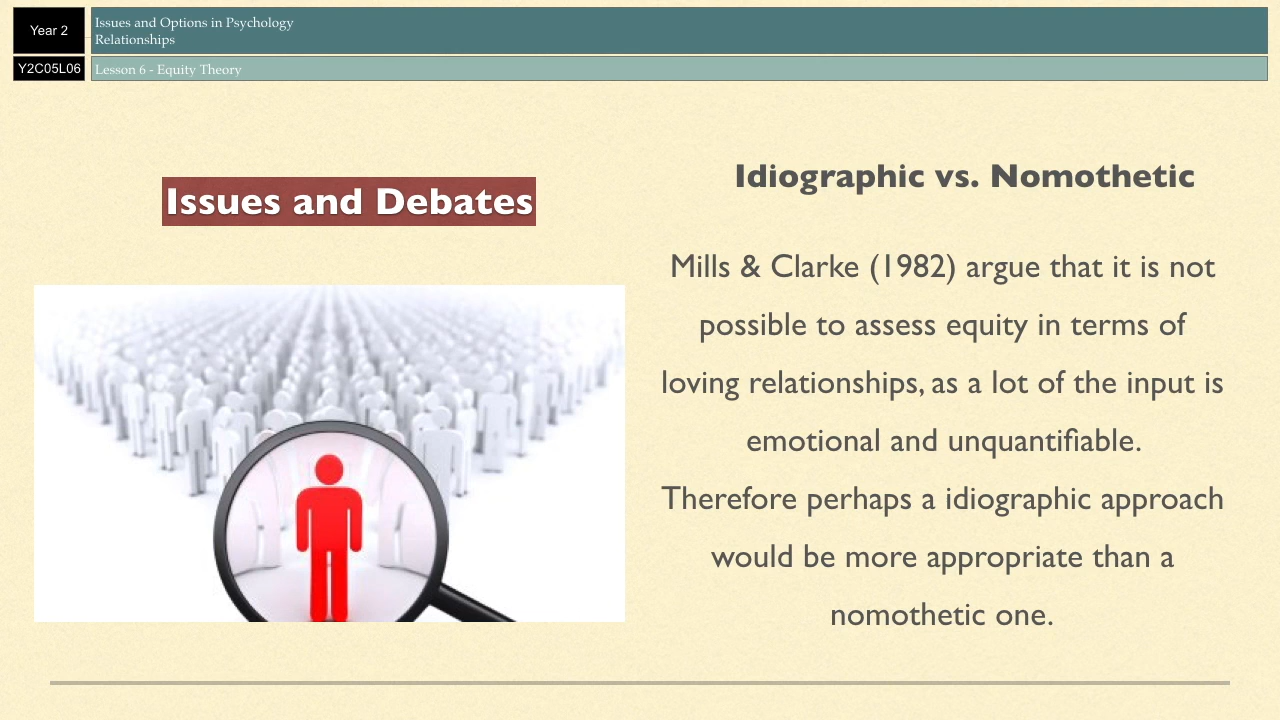 Year 2
Issues and Options in Psychology
Relationships
Y2C05L06
Lesson 6 - Equity Theory
Issues and Debates
Idiographic vs. Nomothetic
Mills & Clarke (1982) argue that it is not
possible to assess equity in terms of
loving relationships, as a lot of the input is
emotional and unquantifiable.
Therefore perhaps a idiographic approach
would be more appropriate than a
nomothetic one.